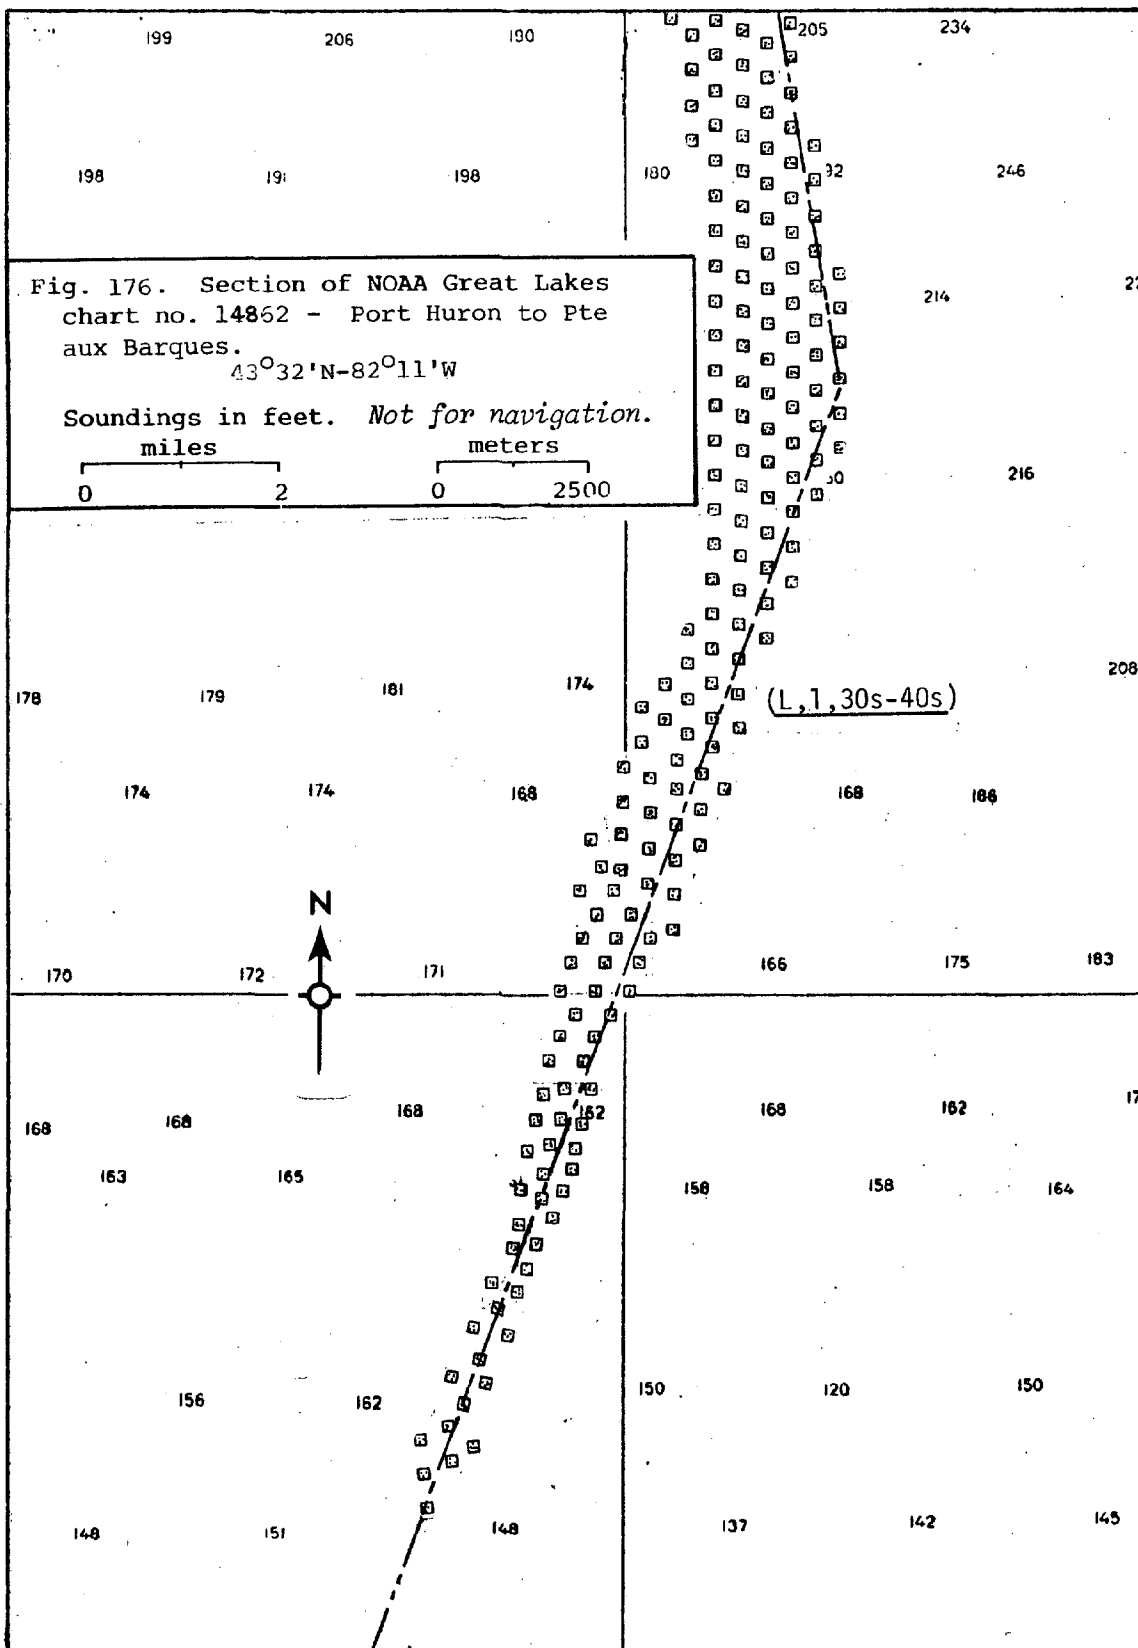 199 206 190 205 234
198 191 198 180 246
Fig. 176. Section of NOAA Great Lakes
chart no. 14862 - Port Huron to Pte
aux Barques.
43°32'N-82°11'W
Soundings in feet. Not for navigation.
miles meters
0 2 0 2500
214
216
178 179 181 174 208
(L,1,30s-40s)
174 174 168 168 186
N
170 172 171 166 175 183
168 168 168 162 168 162
163 165 158 158 164
156 162 150 120 150
148 151 148 137 142 145